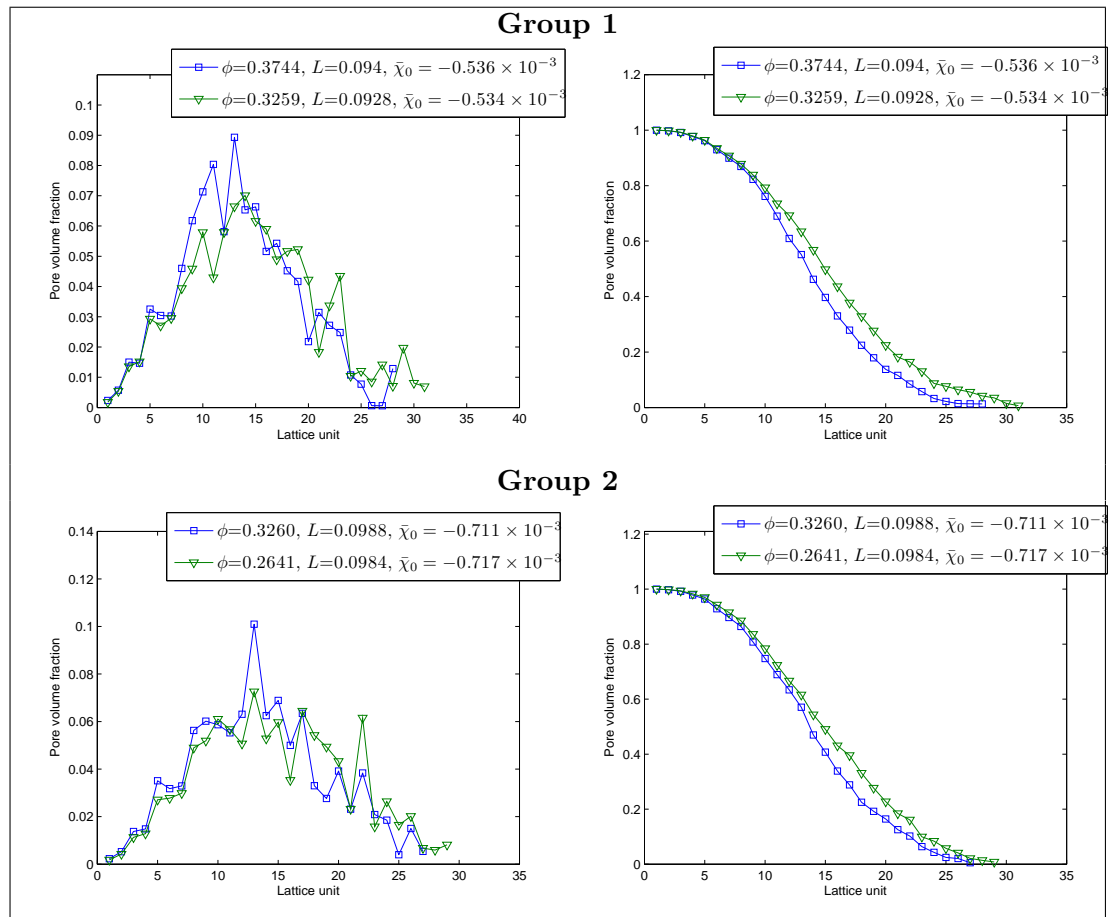 Group 1
ϕ=0.3744, L=0.094, χ̄₀ = −0.536 × 10⁻³
ϕ=0.3259, L=0.0928, χ̄₀ = −0.534 × 10⁻³
0.1
0.09
0.08
0.07
0.06
0.05
0.04
0.03
0.02
0.01
0
Pore volume fraction
0 5 10 15 20 25 30 35 40
Lattice unit
ϕ=0.3744, L=0.094, χ̄₀ = −0.536 × 10⁻³
ϕ=0.3259, L=0.0928, χ̄₀ = −0.534 × 10⁻³
1.2
1
0.8
0.6
0.4
0.2
0
Pore volume fraction
0 5 10 15 20 25 30 35
Lattice unit
Group 2
ϕ=0.3260, L=0.0988, χ̄₀ = −0.711 × 10⁻³
ϕ=0.2641, L=0.0984, χ̄₀ = −0.717 × 10⁻³
0.14
0.12
0.1
0.08
0.06
0.04
0.02
0
Pore volume fraction
0 5 10 15 20 25 30 35
Lattice unit
ϕ=0.3260, L=0.0988, χ̄₀ = −0.711 × 10⁻³
ϕ=0.2641, L=0.0984, χ̄₀ = −0.717 × 10⁻³
1.2
1
0.8
0.6
0.4
0.2
0
Pore volume fraction
0 5 10 15 20 25 30 35
Lattice unit